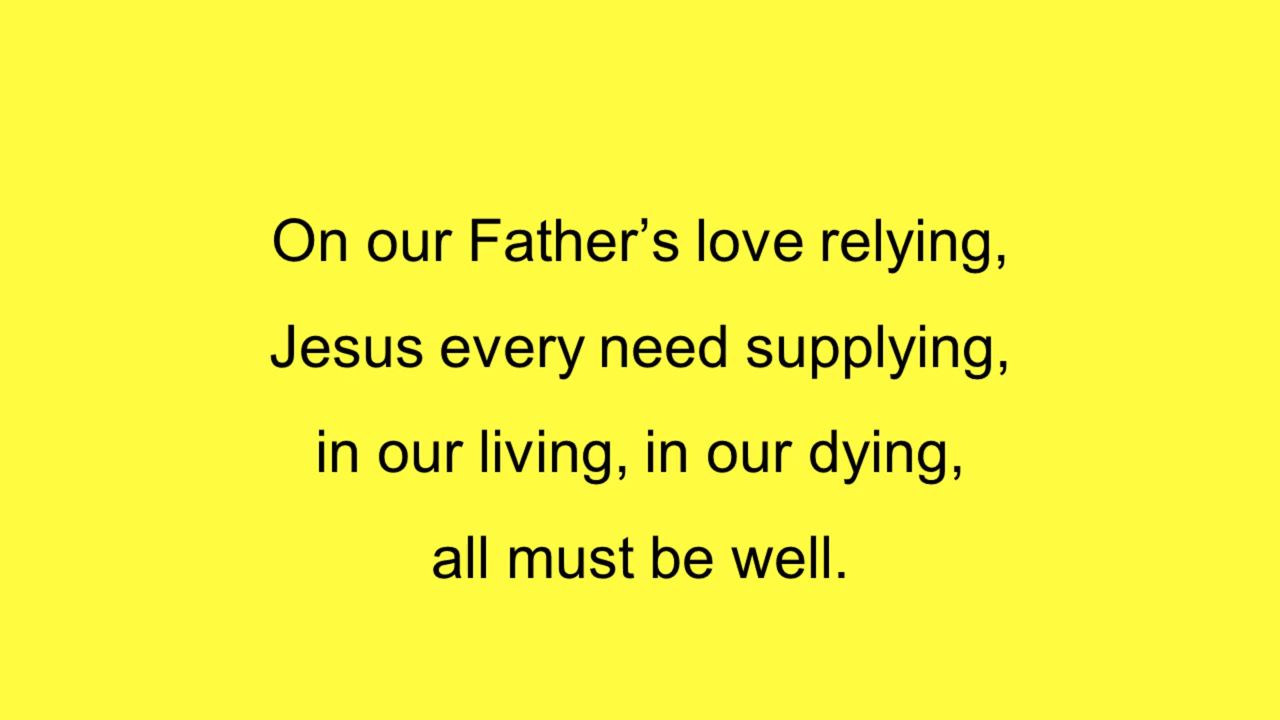 On our Father’s love relying,
Jesus every need supplying,
in our living, in our dying,
all must be well.